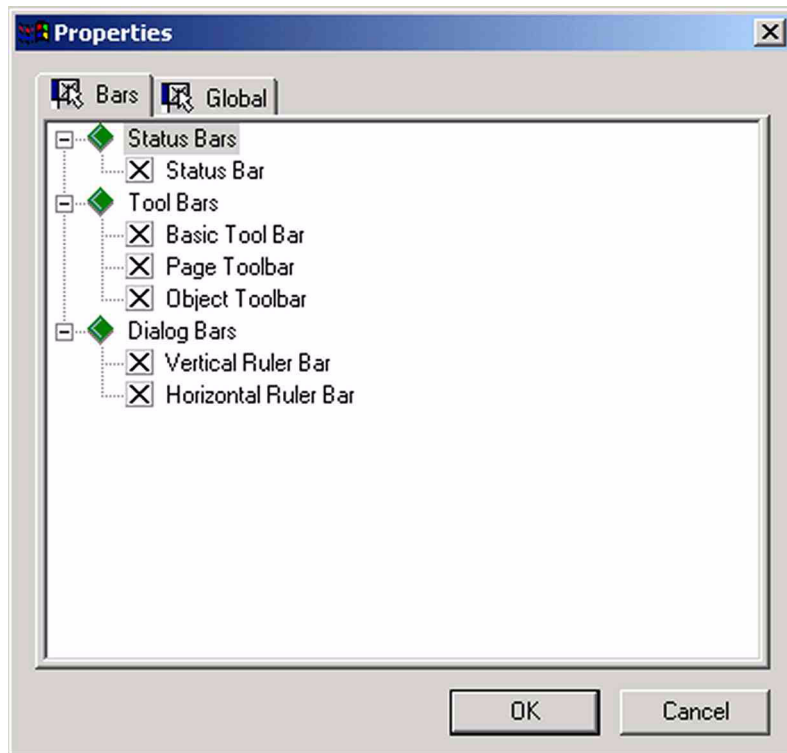 Properties
Bars Global
Status Bars
Status Bar
Tool Bars
Basic Tool Bar
Page Toolbar
Object Toolbar
Dialog Bars
Vertical Ruler Bar
Horizontal Ruler Bar
OK Cancel